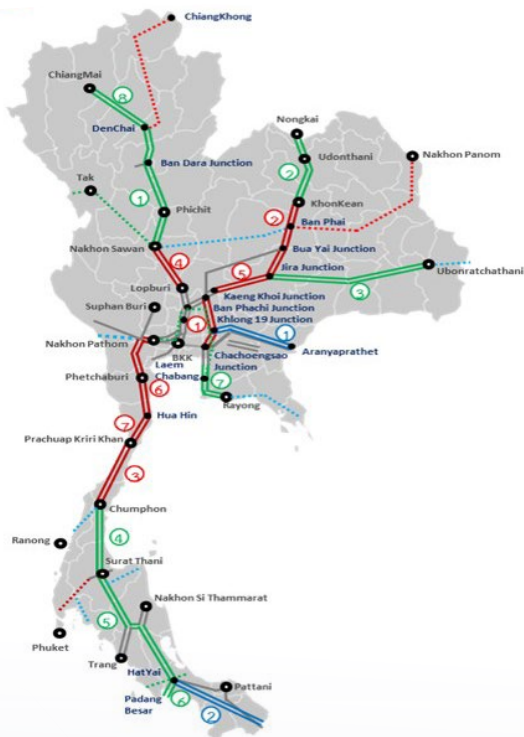 ChiangKhong
ChiangMai
8
DenChai
Nongkai
Ban Dara Junction
Udonthani
Nakhon Panom
2
Tak
1
Phichit
KhonKean
2
Ban Phai
Nakhon Sawan
Bua Yai Junction
4
5
Jira Junction
Ubonratchathani
Lopburi
3
Kaeng Khoi Junction
Suphan Buri
Ban Phachi Junction
1
Khlong 19 Junction
1
Nakhon Pathom
BKK
Aranyaprathet
Laem
Chabang
Chachoengsao
Junction
Phetchaburi
6
7
Rayong
Hua Hin
7
Prachuap Kriri Khan
3
Chumphon
Ranong
4
Surat Thani
Nakhon Si Thammarat
5
Phuket
Trang
HatYai
Pattani
Padang
Besar
6
2